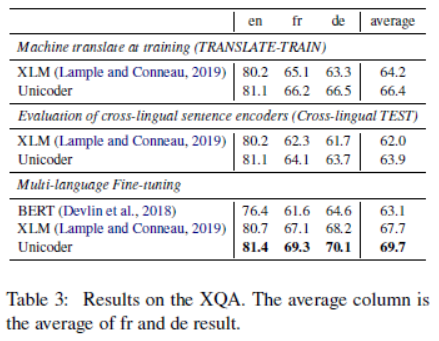 en fr de average
Machine translate at training (TRANSLATE-TRAIN)
XLM (Lample and Conneau, 2019) 80.2 65.1 63.3 64.2
Unicoder 81.1 66.2 66.5 66.4
Evaluation of cross-lingual sentence encoders (Cross-lingual TEST)
XLM (Lample and Conneau, 2019) 80.2 62.3 61.7 62.0
Unicoder 81.1 64.1 63.7 63.9
Multi-language Fine-tuning
BERT (Devlin et al., 2018) 76.4 61.6 64.6 63.1
XLM (Lample and Conneau, 2019) 80.7 67.1 68.2 67.7
Unicoder 81.4 69.3 70.1 69.7
Table 3: Results on the XQA. The average column is
the average of fr and de result.